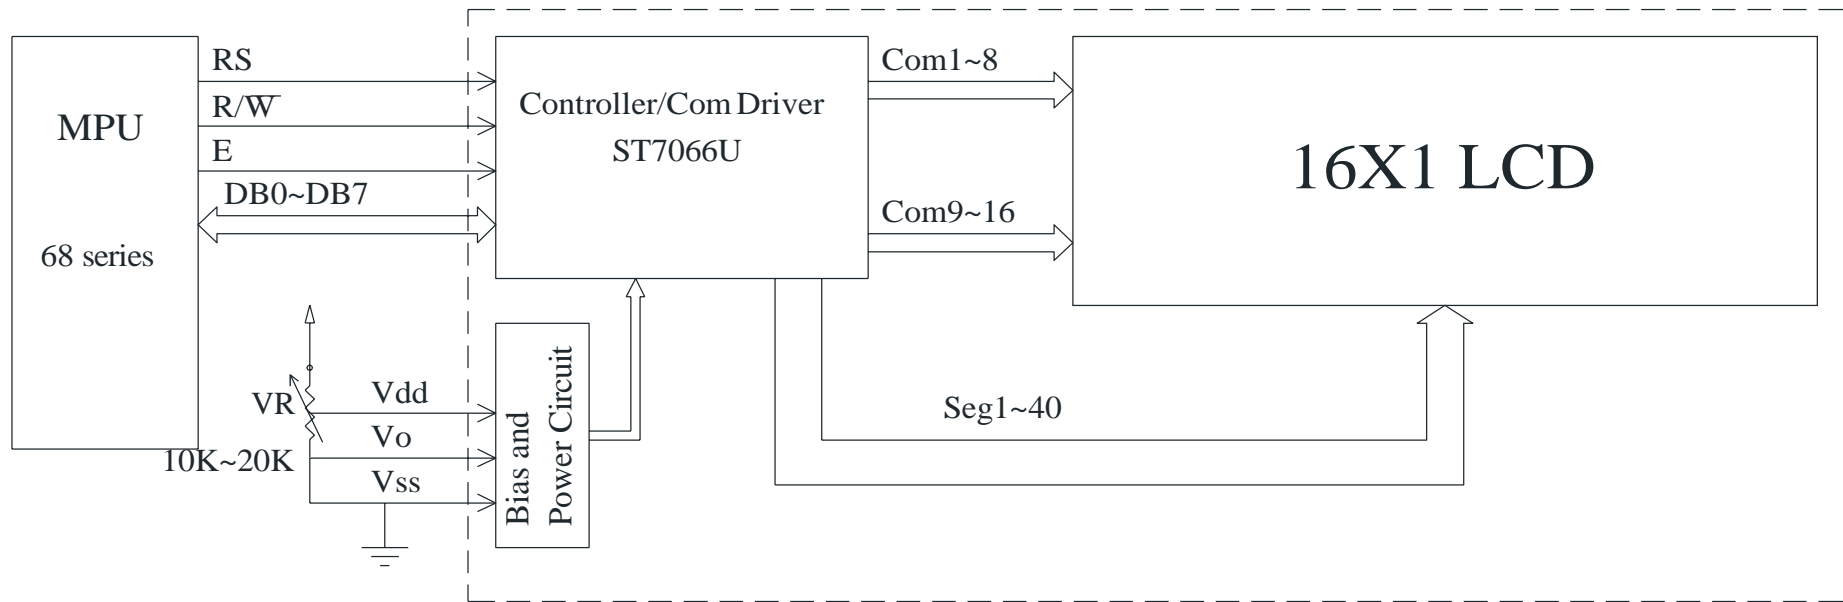 RS
R/W̅
E
DB0~DB7
MPU
68 series
Controller/Com Driver
ST7066U
Com1~8
Com9~16
16X1 LCD
VR
10K~20K
Vdd
Vo
Vss
Bias and
Power Circuit
Seg1~40